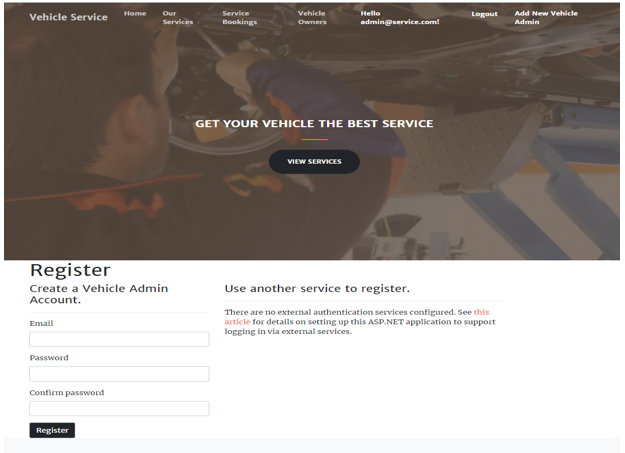 Vehicle Service
Home
Our
Services
Service
Bookings
Vehicle
Owners
Hello
admin@service.com!
Logout
Add New Vehicle
Admin
GET YOUR VEHICLE THE BEST SERVICE
VIEW SERVICES
Register
Create a Vehicle Admin
Account.
Email
Password
Confirm password
Register
Use another service to register.
There are no external authentication services configured. See this
article for details on setting up this ASP.NET application to support
logging in via external services.